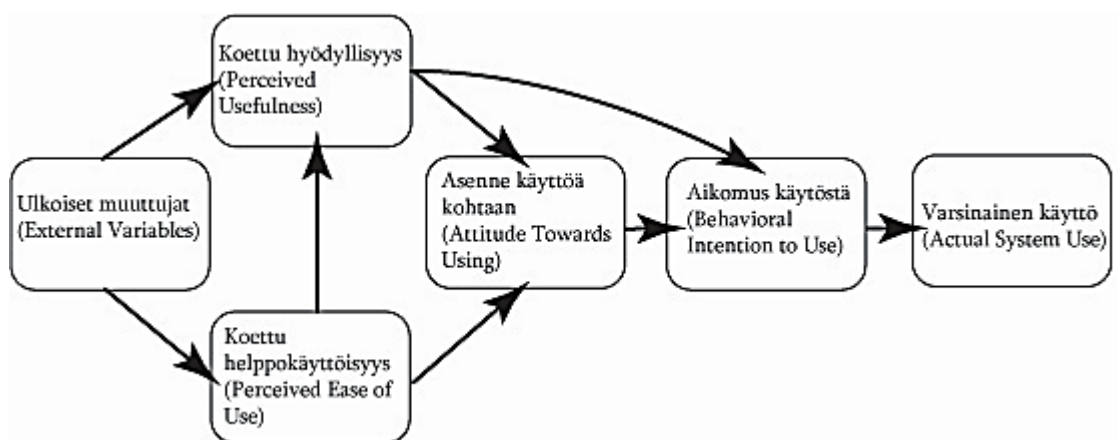 Koettu hyödyllisyys
(Perceived
Usefulness)
Ulkoiset muuttujat
(External Variables)
Koettu
helppokäyttöisyys
(Perceived Ease of
Use)
Asenne käyttöä
kohtaan
(Attitude Towards
Using)
Aikomus käytöstä
(Behavioral
Intention to Use)
Varsinainen käyttö
(Actual System Use)